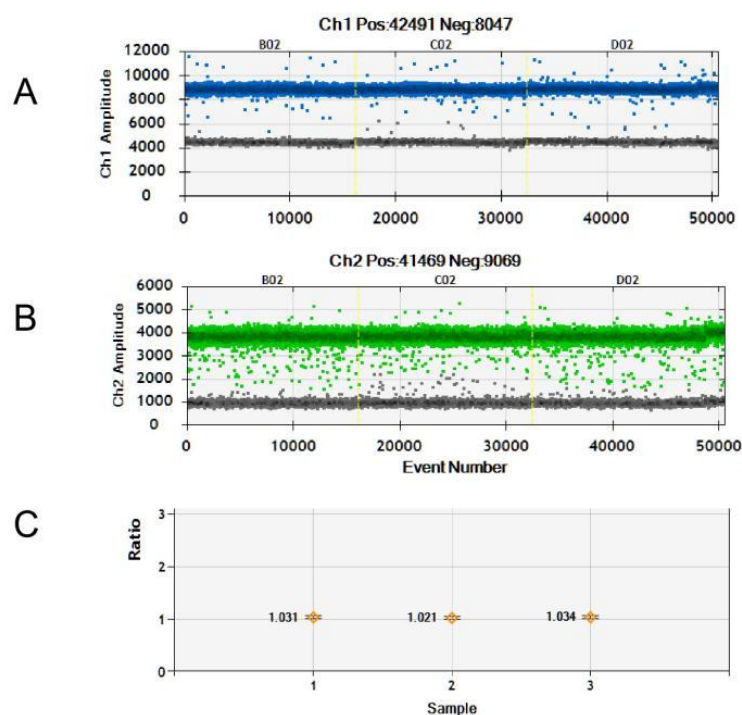 A
Ch1 Pos:42491 Neg:8047
B02 C02 D02
Ch1 Amplitude
12000
10000
8000
6000
4000
2000
0
0 10000 20000 30000 40000 50000
B
Ch2 Pos:41469 Neg:9069
B02 C02 D02
Ch2 Amplitude
6000
5000
4000
3000
2000
1000
0
0 10000 20000 30000 40000 50000
Event Number
C
Ratio
3
2
1
0
1.031 1.021 1.034
1 2 3
Sample